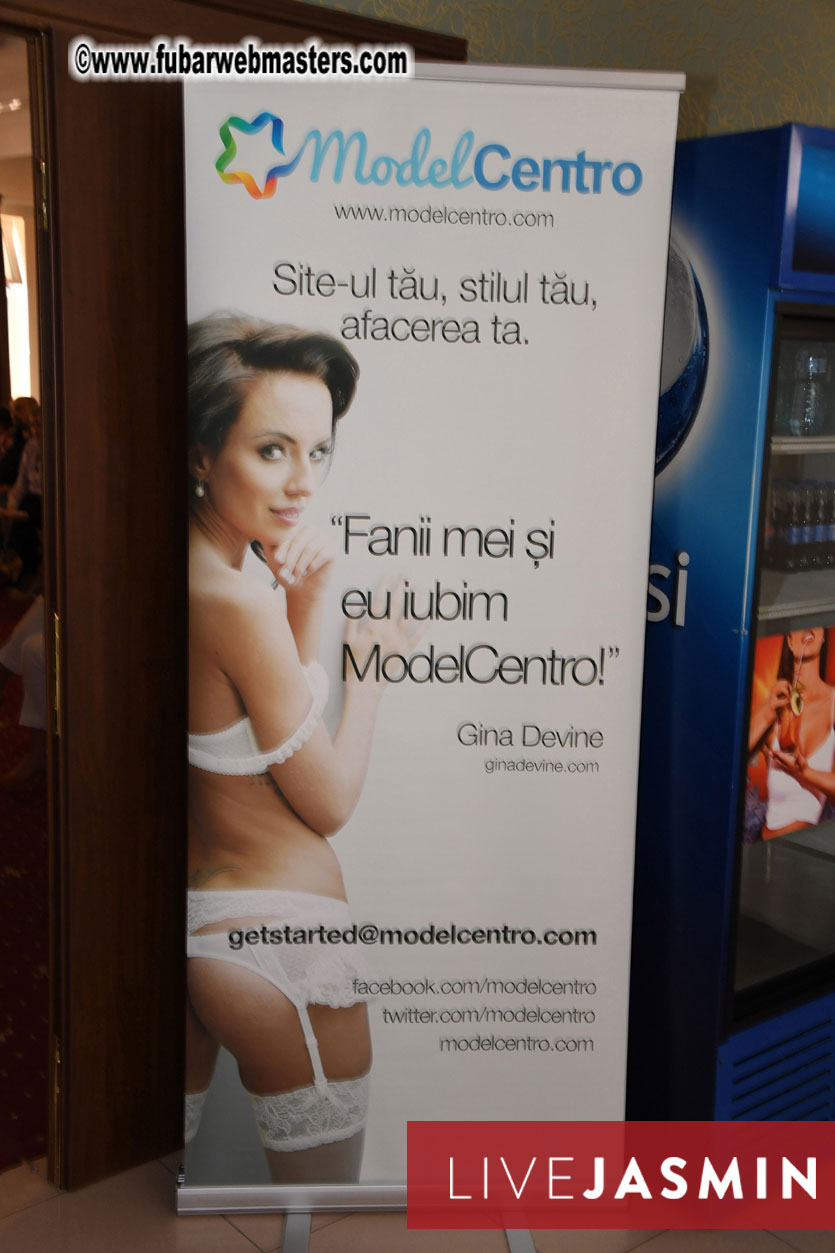 ©www.fubarwebmasters.com
ModelCentro
www.modelcentro.com
Site-ul tău, stilul tău,
afacerea ta.
“Fanii mei și
eu iubim
ModelCentro!”
Gina Devine
ginadevine.com
getstarted@modelcentro.com
facebook.com/modelcentro
twitter.com/modelcentro
modelcentro.com
si
LIVEJASMIN